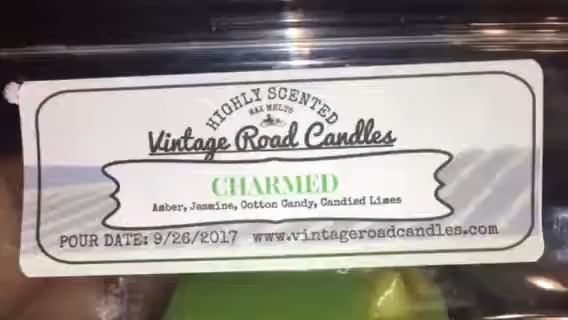 HIGHLY SCENTED
WAX MELTS
Vintage Road Candles
CHARMED
Amber, Jasmine, Cotton Candy, Candied Limes
POUR DATE: 9/26/2017 www.vintageroadcandles.com